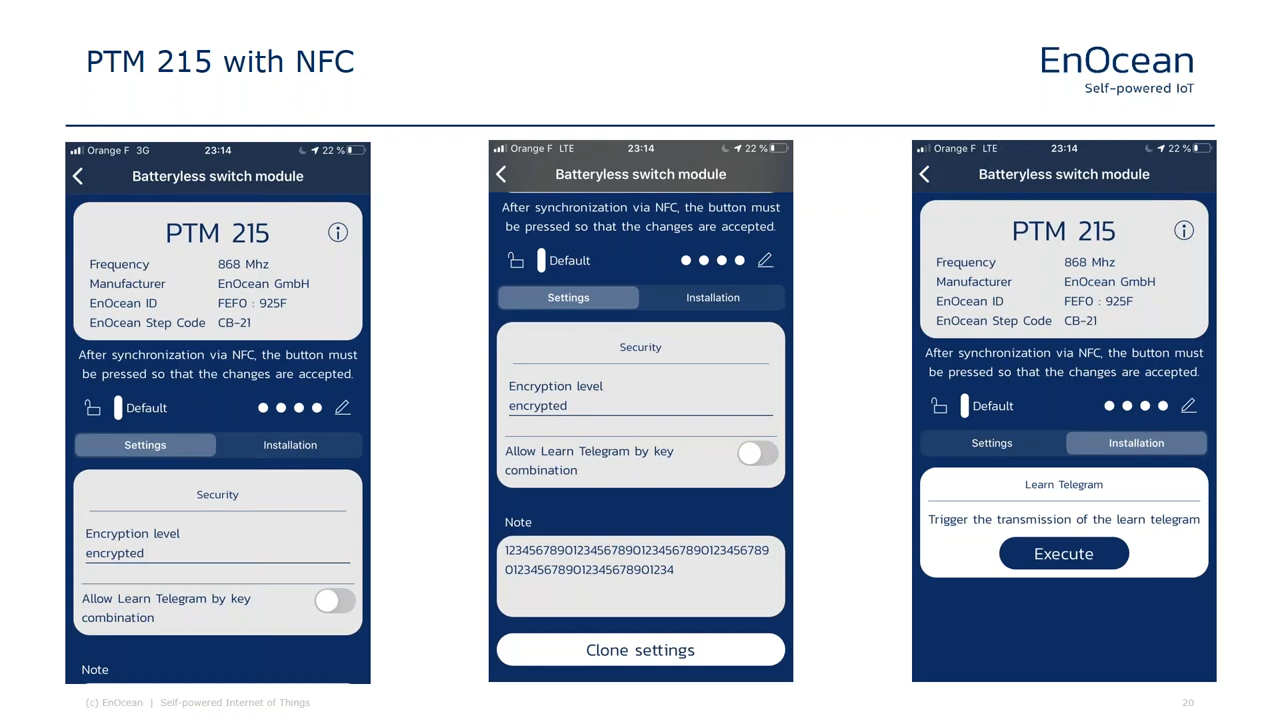 PTM 215 with NFC
EnOcean
Self-powered IoT
Orange F 3G 23:14 22 %
Batteryless switch module
PTM 215
Frequency 868 Mhz
Manufacturer EnOcean GmbH
EnOcean ID FEF0 : 925F
EnOcean Step Code CB-21
After synchronization via NFC, the button must
be pressed so that the changes are accepted.
Default
Settings Installation
Security
Encryption level
encrypted
Allow Learn Telegram by key
combination
Note
Orange F LTE 23:14 22 %
Batteryless switch module
After synchronization via NFC, the button must
be pressed so that the changes are accepted.
Default
Settings Installation
Security
Encryption level
encrypted
Allow Learn Telegram by key
combination
Note
123456789012345678901234567890123456789
0123456789012345678901234
Clone settings
Orange F LTE 23:14 22 %
Batteryless switch module
PTM 215
Frequency 868 Mhz
Manufacturer EnOcean GmbH
EnOcean ID FEF0 : 925F
EnOcean Step Code CB-21
After synchronization via NFC, the button must
be pressed so that the changes are accepted.
Default
Settings Installation
Learn Telegram
Trigger the transmission of the learn telegram
Execute
(c) EnOcean | Self-powered Internet of Things
20